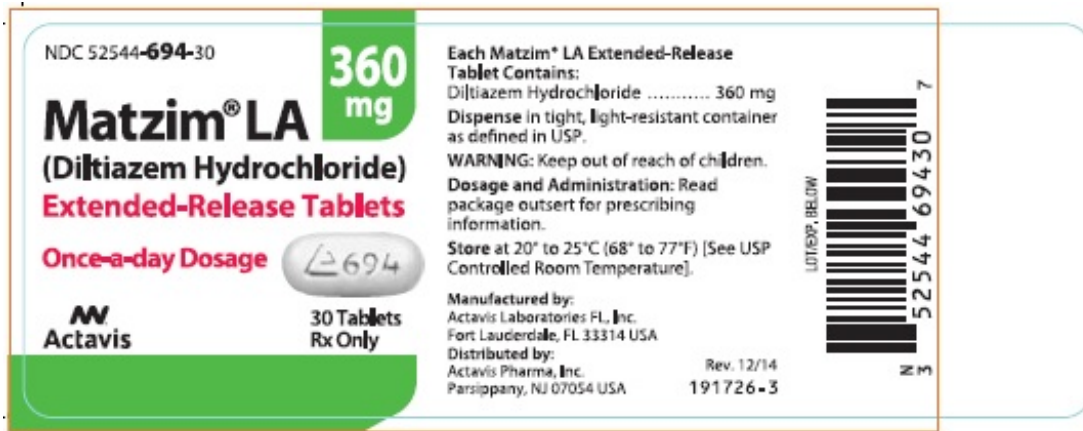 NDC 52544-694-30
360
mg
Matzim® LA
(Diltiazem Hydrochloride)
Extended-Release Tablets
Once-a-day Dosage
694
Actavis
30 Tablets
Rx Only
Each Matzim® LA Extended-Release
Tablet Contains:
Diltiazem Hydrochloride ........... 360 mg
Dispense in tight, light-resistant container
as defined in USP.
WARNING: Keep out of reach of children.
Dosage and Administration: Read
package outsert for prescribing
information.
Store at 20° to 25°C (68° to 77°F) [See USP
Controlled Room Temperature].
Manufactured by:
Actavis Laboratories FL, Inc.
Fort Lauderdale, FL 33314 USA
Distributed by:
Actavis Pharma, Inc.
Parsippany, NJ 07054 USA
Rev. 12/14
191726-3
LOT/EXP, BELOW
N
3 52544 69430 7